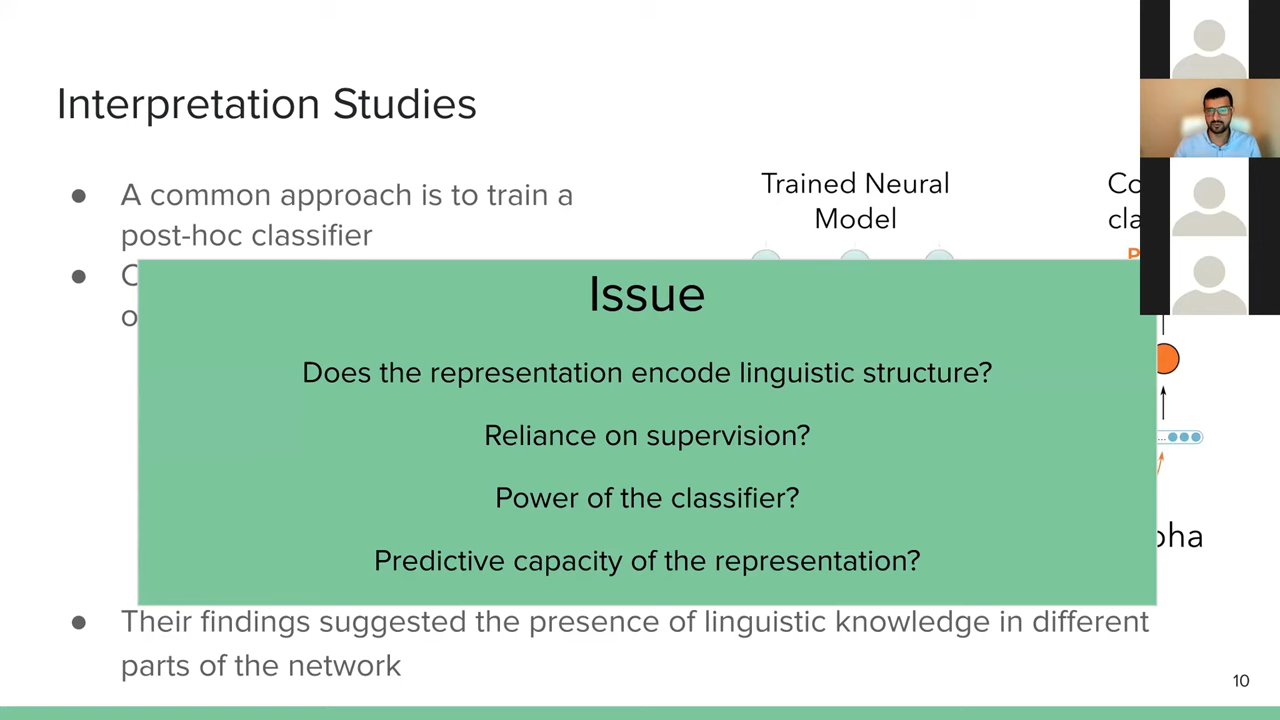 Interpretation Studies
● A common approach is to train a
post-hoc classifier
Trained Neural
Model
Issue
Does the representation encode linguistic structure?
Reliance on supervision?
Power of the classifier?
Predictive capacity of the representation?
● Their findings suggested the presence of linguistic knowledge in different
parts of the network
10